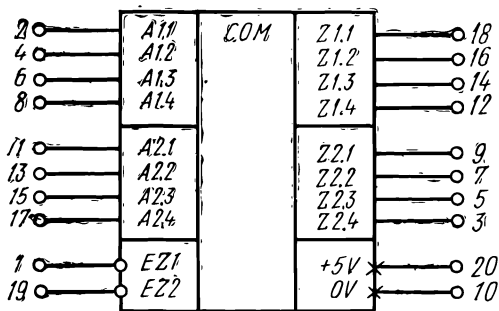 2 A1.1 COM Z1.1 18
4 A1.2 Z1.2 16
6 A1.3 Z1.3 14
8 A1.4 Z1.4 12
11 A2.1 Z2.1 9
13 A2.2 Z2.2 7
15 A2.3 Z2.3 5
17 A2.4 Z2.4 3
1 EZ1 +5V 20
19 EZ2 0V 10